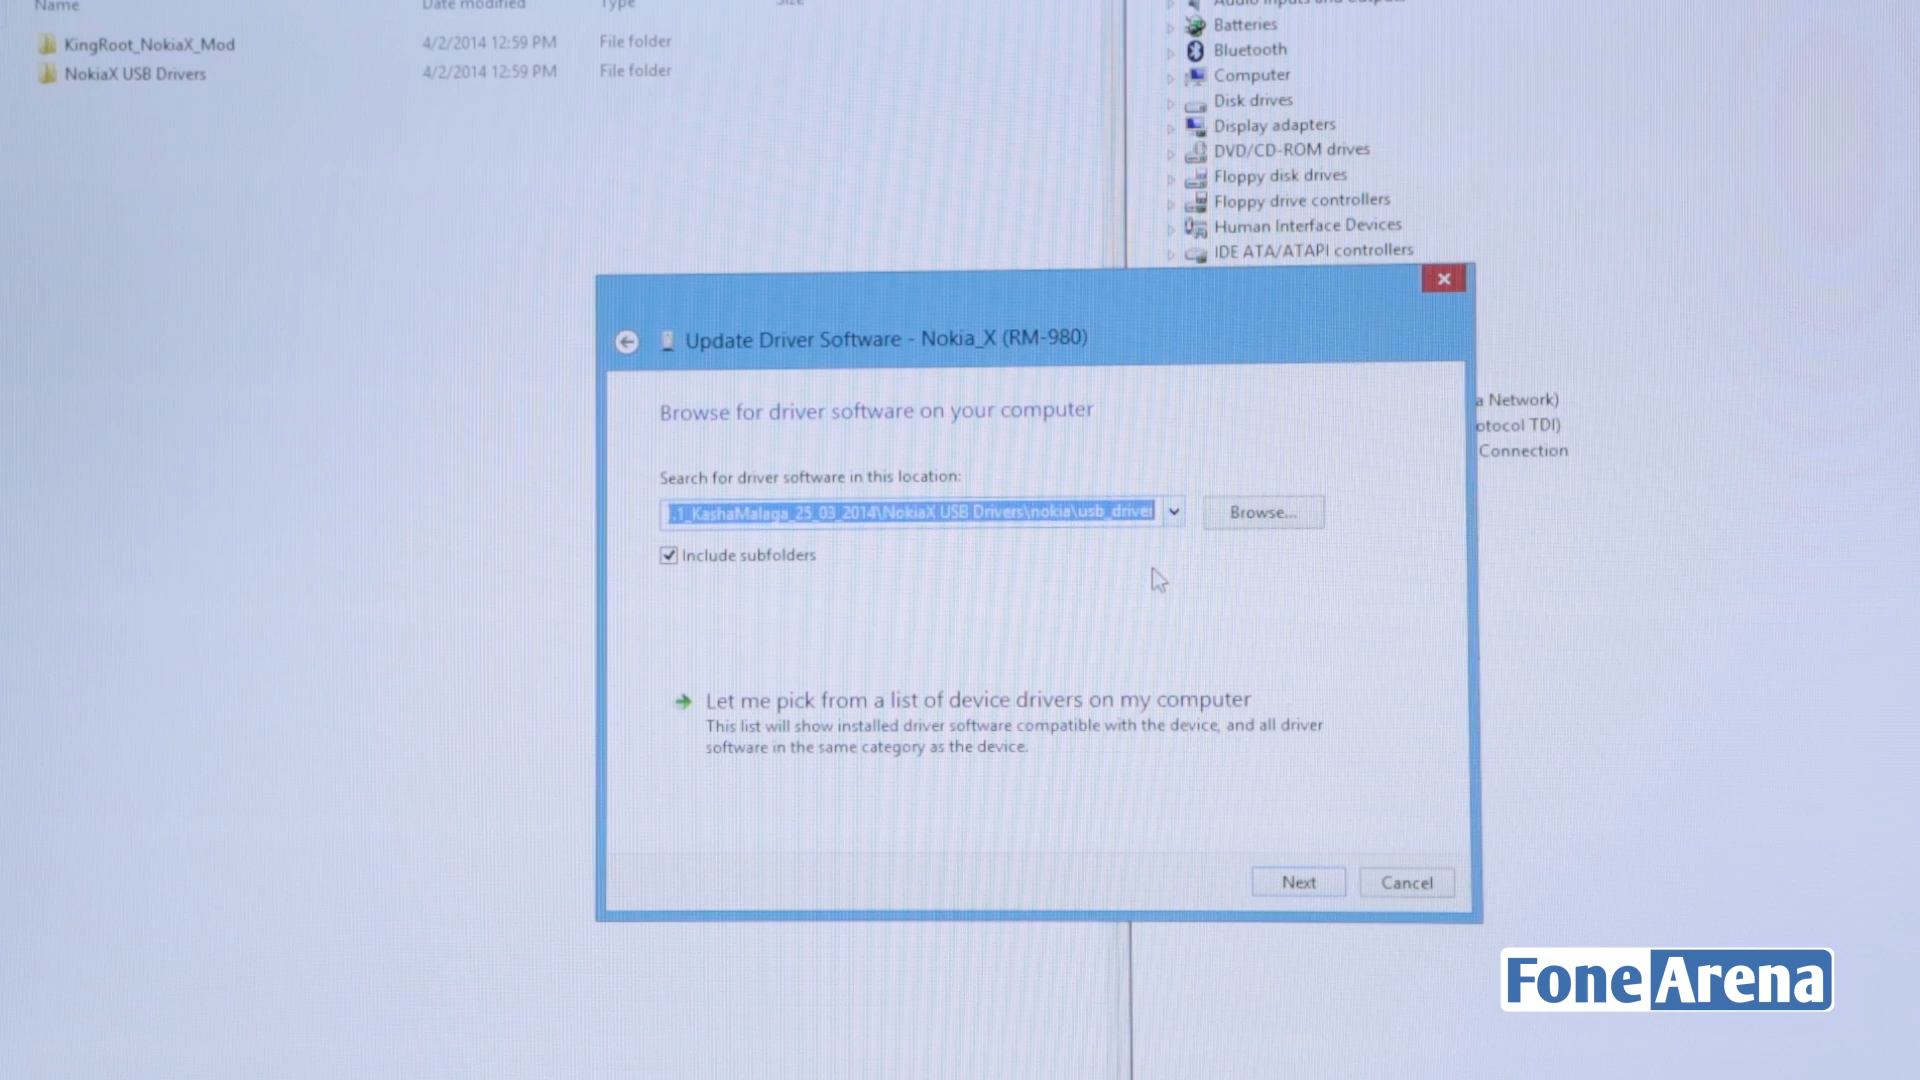 Name Date modified Type Size
KingRoot_NokiaX_Mod 4/2/2014 12:59 PM File folder
NokiaX USB Drivers 4/2/2014 12:59 PM File folder
Audio inputs and outputs
Batteries
Bluetooth
Computer
Disk drives
Display adapters
DVD/CD-ROM drives
Floppy disk drives
Floppy drive controllers
Human Interface Devices
IDE ATA/ATAPI controllers
a Network)
otocol TDI)
Connection
Update Driver Software - Nokia_X (RM-980)
Browse for driver software on your computer
Search for driver software in this location:
.1_KashaMalaga_25_03_2014\NokiaX USB Drivers\nokia\usb_driver
Browse...
Include subfolders
Let me pick from a list of device drivers on my computer
This list will show installed driver software compatible with the device, and all driver
software in the same category as the device.
Next
Cancel
FoneArena